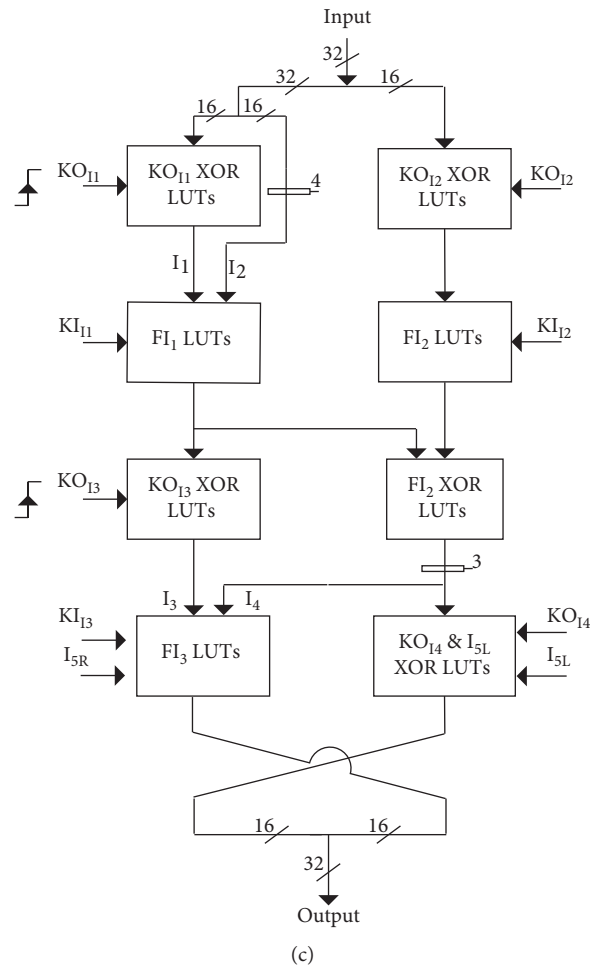 Input
32
32
16
16
16
KO_I1
KO_I1 XOR
LUTs
4
KO_I2 XOR
LUTs
KO_I2
I_1
I_2
KI_I1
FI_1 LUTs
FI_2 LUTs
KI_I2
KO_I3
KO_I3 XOR
LUTs
FI_2 XOR
LUTs
3
I_3
I_4
KI_I3
I_5R
FI_3 LUTs
KO_I4 & I_5L
XOR LUTs
KO_I4
I_5L
16
16
32
Output
(c)